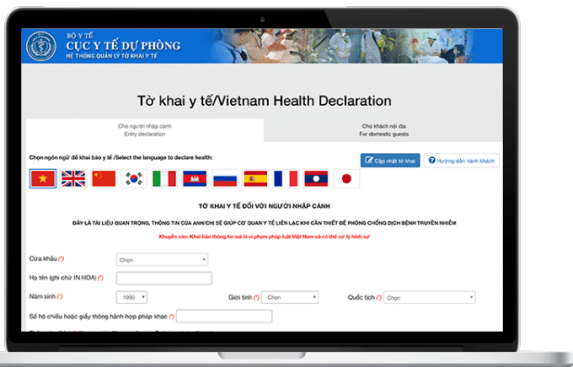 BỘ Y TẾ
CỤC Y TẾ DỰ PHÒNG
HỆ THỐNG QUẢN LÝ TỜ KHAI Y TẾ
Tờ khai y tế/Vietnam Health Declaration
Cho người nhập cảnh
Entry declaration
Cho khách nội địa
For domestic guests
Chọn ngôn ngữ để khai báo y tế /Select the language to declare health:
Cập nhật tờ khai
Hướng dẫn hành khách
TỜ KHAI Y TẾ ĐỐI VỚI NGƯỜI NHẬP CẢNH
ĐÂY LÀ TÀI LIỆU QUAN TRỌNG, THÔNG TIN CỦA ANH/CHỊ SẼ GIÚP CƠ QUAN Y TẾ LIÊN LẠC KHI CẦN THIẾT ĐỂ PHÒNG CHỐNG DỊCH BỆNH TRUYỀN NHIỄM
Khuyến cáo: Khai báo thông tin sai là vi phạm pháp luật Việt Nam và có thể xử lý hình sự
Cửa khẩu (*) Chọn
Họ tên (ghi chữ IN HOA) (*)
Năm sinh (*) 1990 Giới tính (*) Chọn Quốc tịch (*) Chọn
Số hộ chiếu hoặc giấy thông hành hợp pháp khác (*)